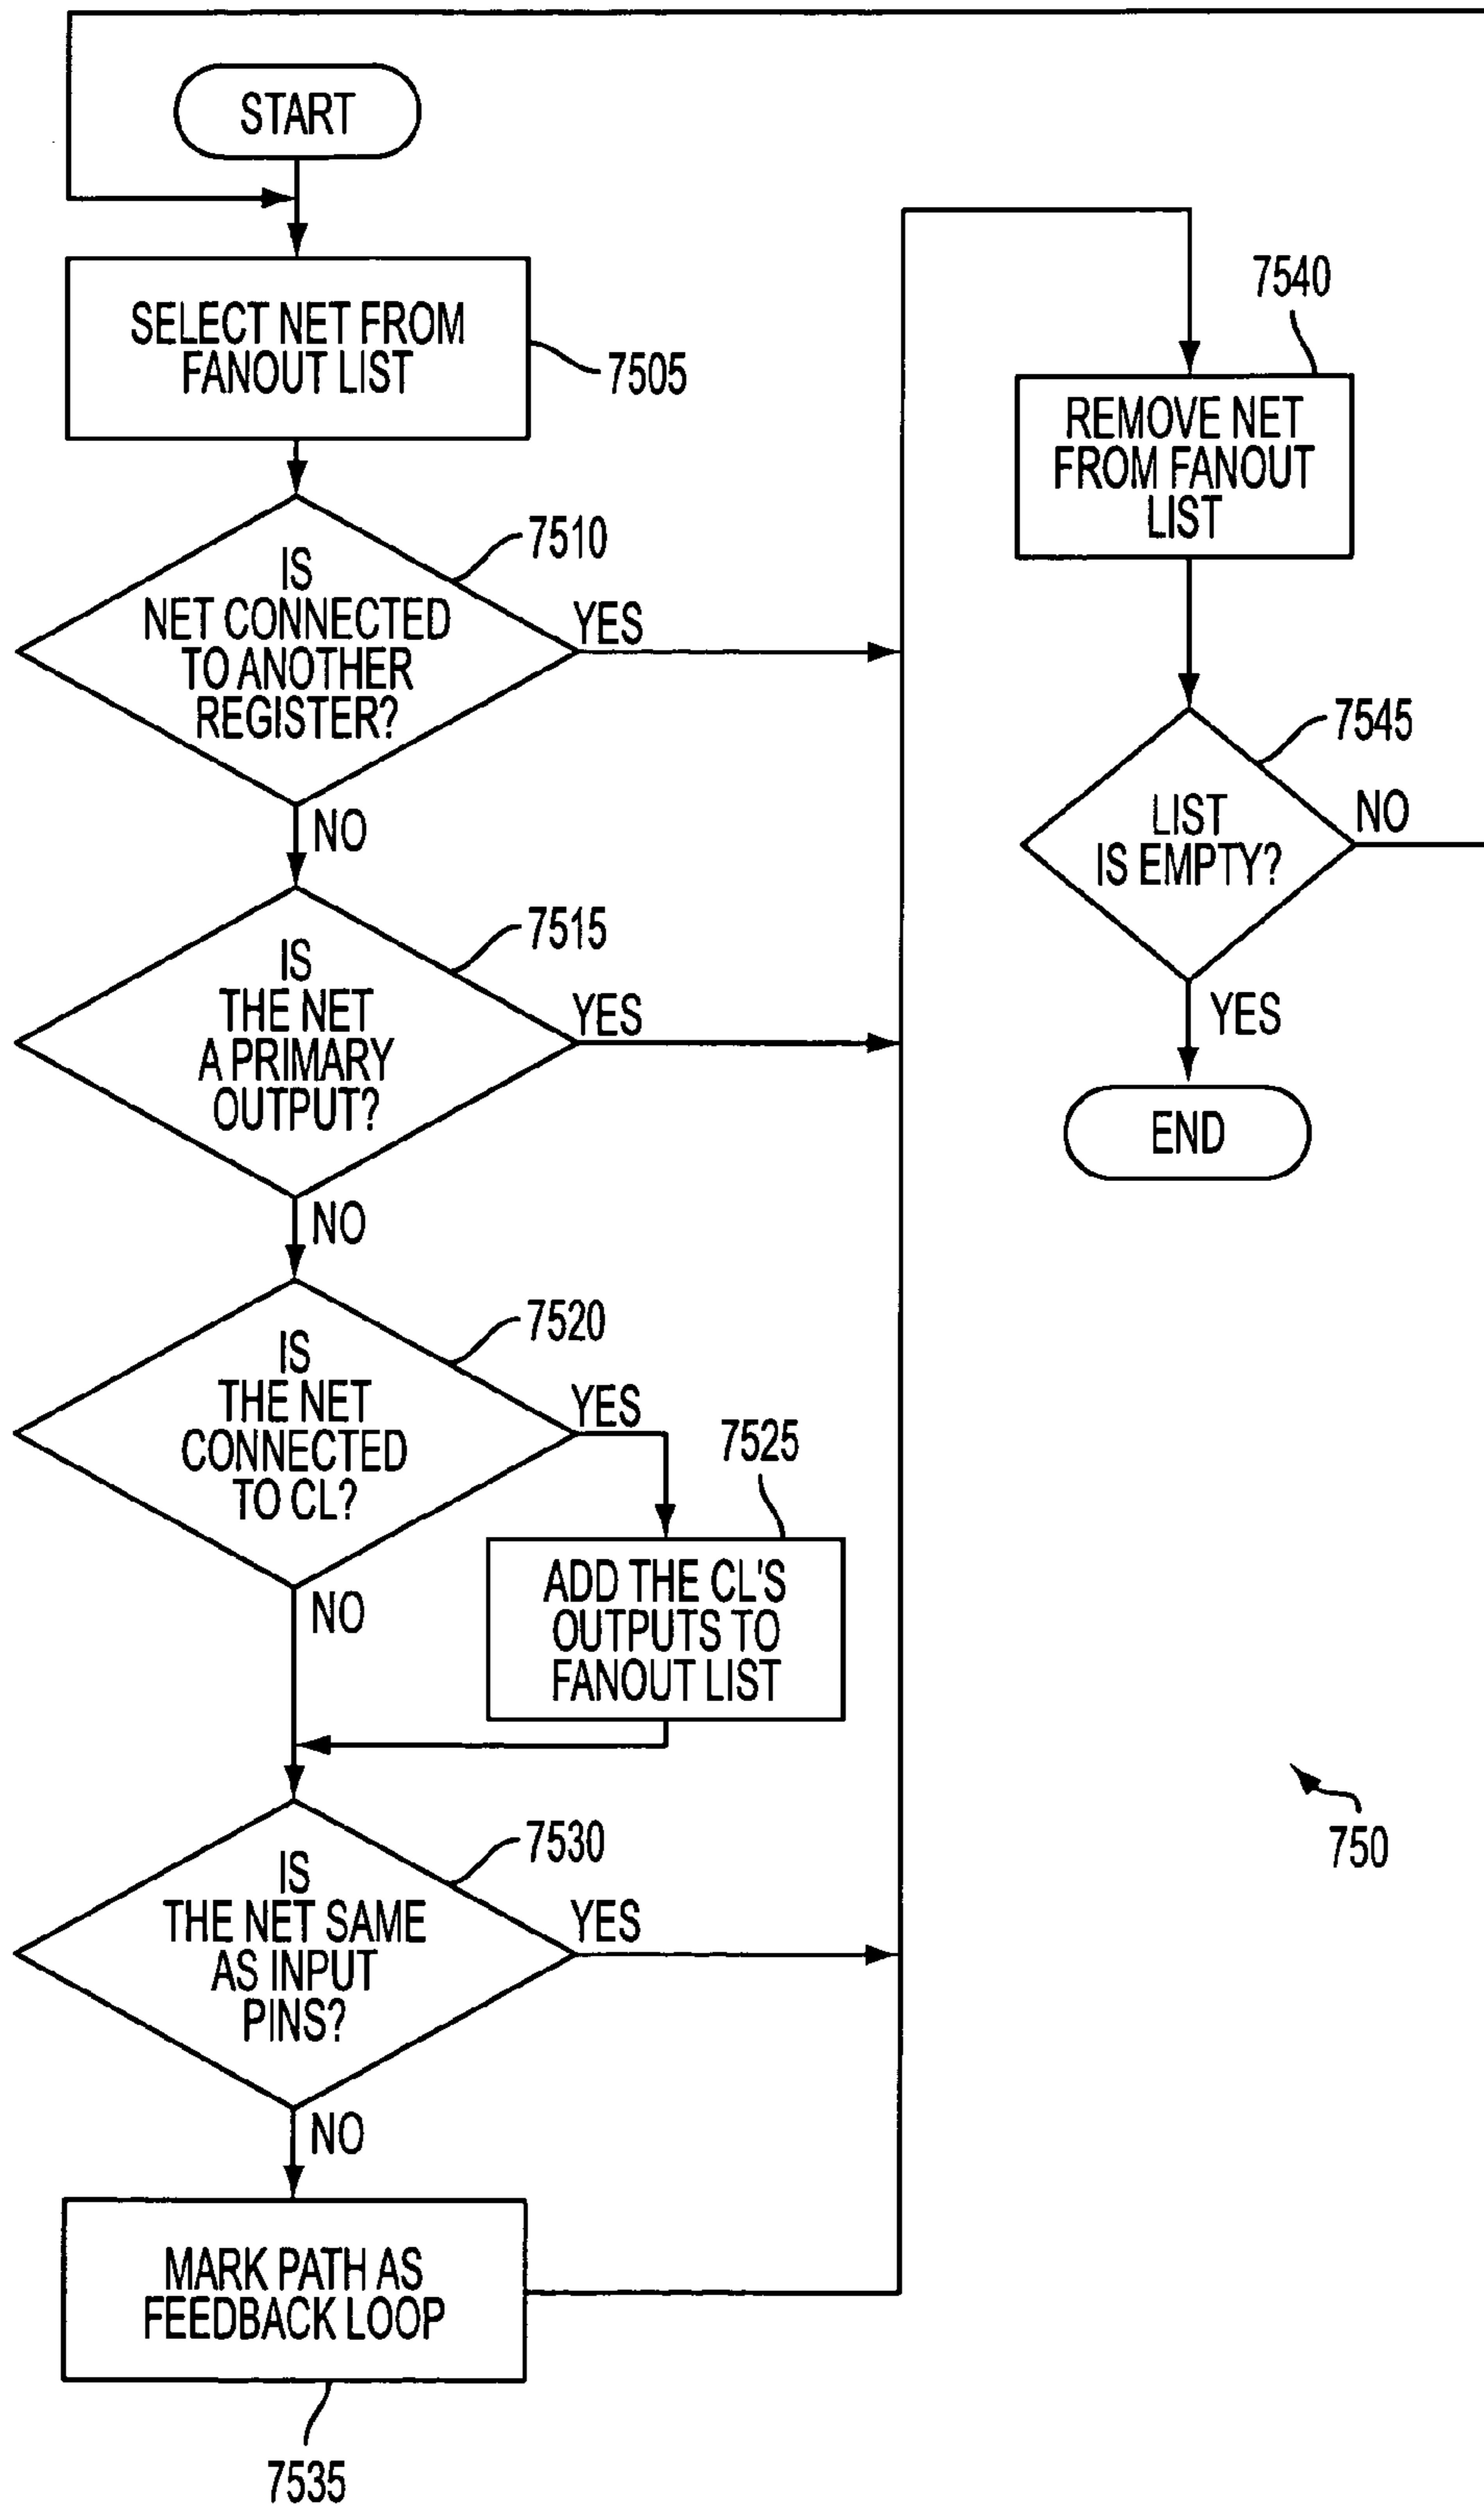 START
SELECT NET FROM
FANOUT LIST
7505
IS
NET CONNECTED
TO ANOTHER
REGISTER?
7510
YES
NO
IS
THE NET
A PRIMARY
OUTPUT?
7515
YES
NO
IS
THE NET
CONNECTED
TO CL?
7520
YES
NO
7525
ADD THE CL'S
OUTPUTS TO
FANOUT LIST
IS
THE NET SAME
AS INPUT
PINS?
7530
YES
NO
MARK PATH AS
FEEDBACK LOOP
7535
7540
REMOVE NET
FROM FANOUT
LIST
7545
LIST
IS EMPTY?
NO
YES
END
750